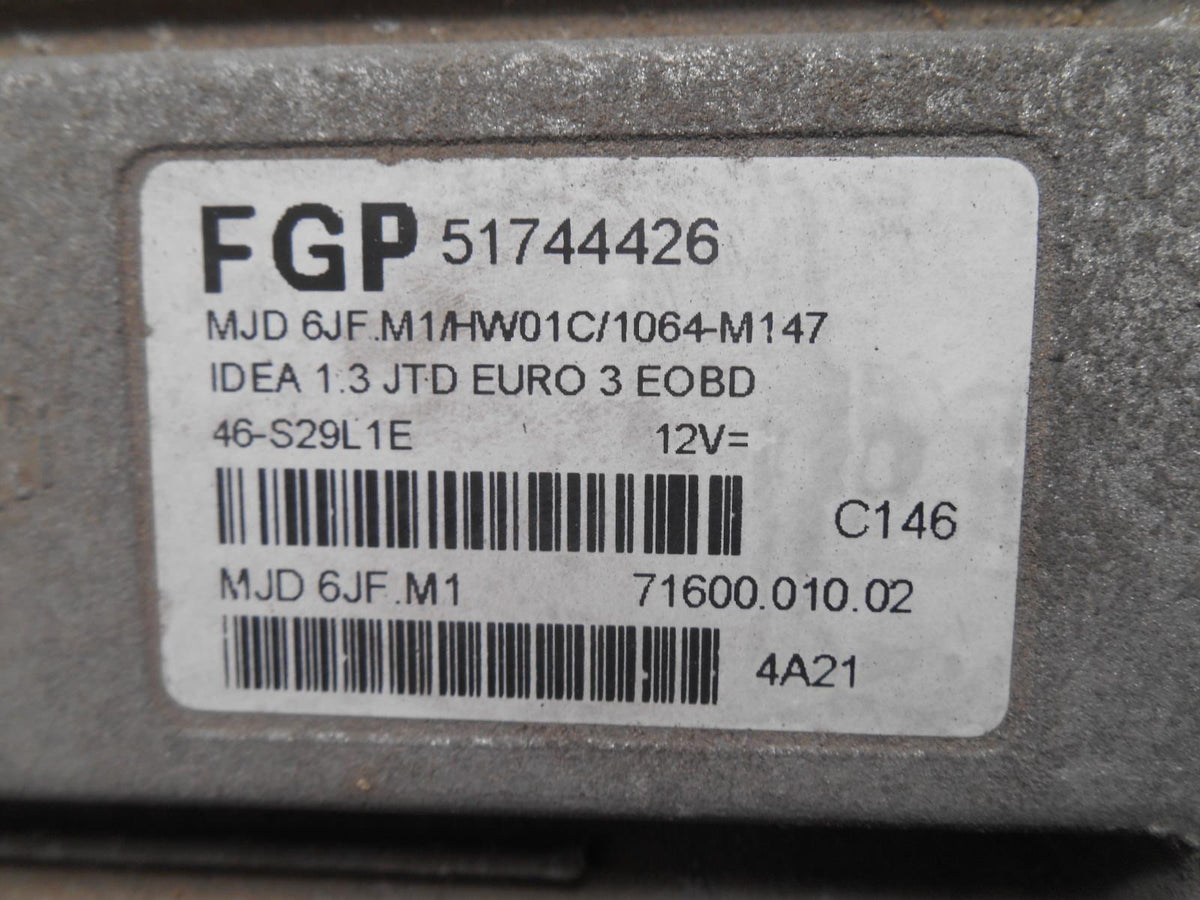 FGP 51744426
MJD 6JF.M1/HW01C/1064-M147
IDEA 1.3 JTD EURO 3 EOBD
46-S29L1E 12V=
C146
MJD 6JF.M1 71600.010.02
4A21